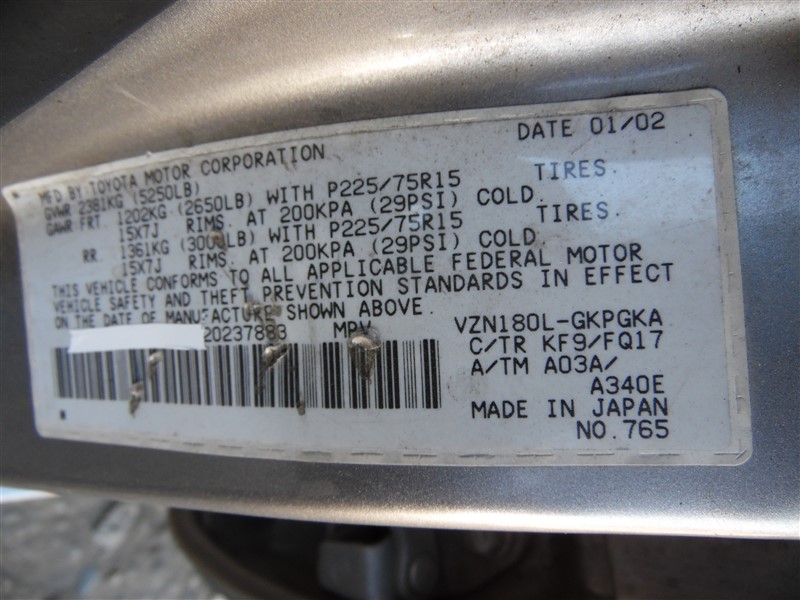 DATE 01/02
MFD BY TOYOTA MOTOR CORPORATION
GVWR 2381KG (5250LB)
GAWR FRT 1202KG (2650LB) WITH P225/75R15 TIRES.
15X7J RIMS. AT 200KPA (29PSI) COLD.
RR. 1361KG (3000LB) WITH P225/75R15 TIRES.
15X7J RIMS. AT 200KPA (29PSI) COLD.
THIS VEHICLE CONFORMS TO ALL APPLICABLE FEDERAL MOTOR
VEHICLE SAFETY AND THEFT PREVENTION STANDARDS IN EFFECT
ON THE DATE OF MANUFACTURE SHOWN ABOVE.
20237883 MPV VZN180L-GKPGKA
C/TR KF9/FQ17
A/TM A03A/
A340E
MADE IN JAPAN
NO.765